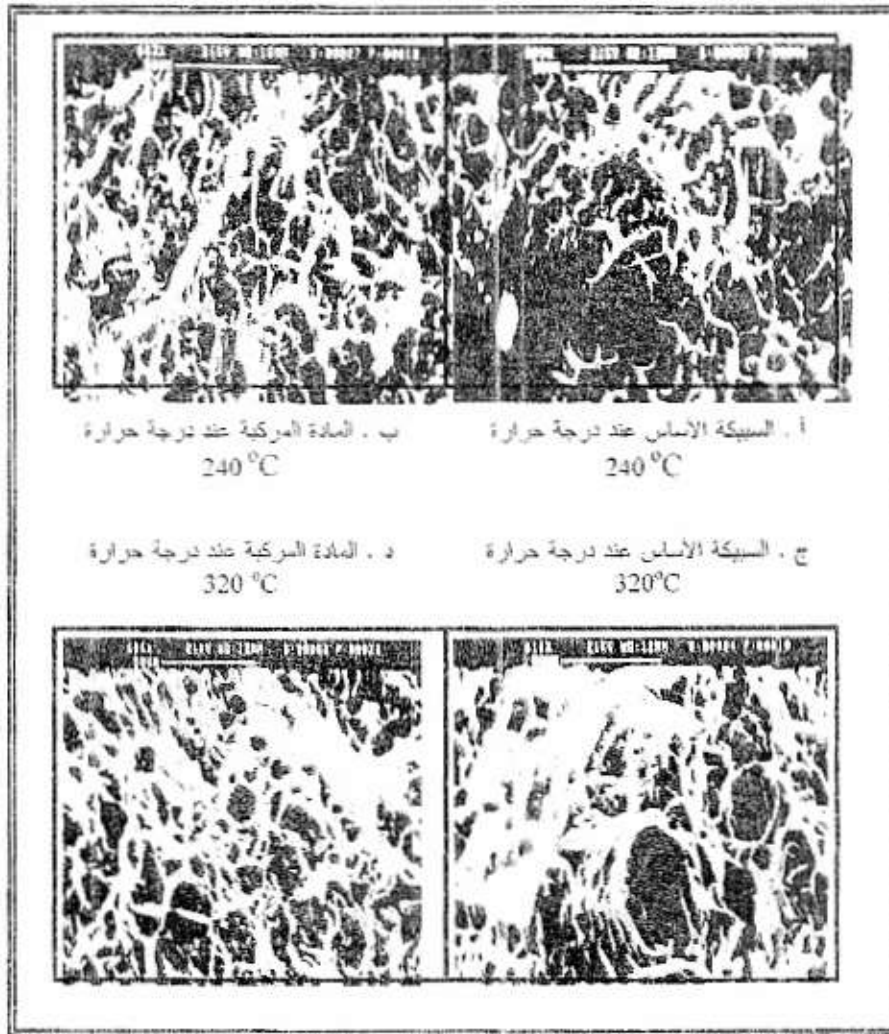 أ . السبيكة الأساس عند درجة حرارة
240 °C
ب . المادة المركبة عند درجة حرارة
240 °C
ج . السبيكة الأساس عند درجة حرارة
320°C
د . المادة المركبة عند درجة حرارة
320 °C